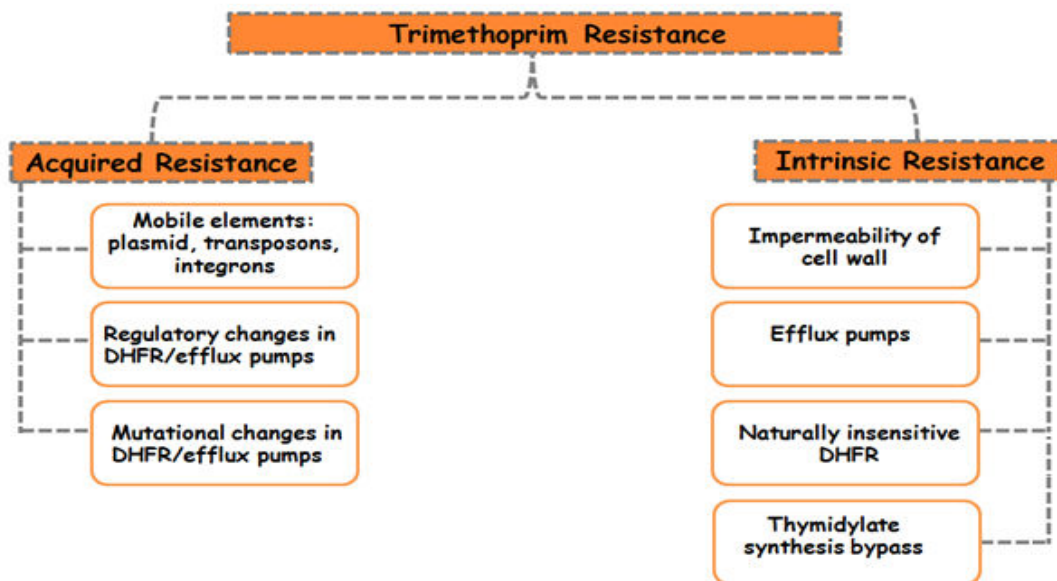 Trimethoprim Resistance
Acquired Resistance
Mobile elements:
plasmid, transposons,
integrons
Regulatory changes in
DHFR/efflux pumps
Mutational changes in
DHFR/efflux pumps
Intrinsic Resistance
Impermeability of
cell wall
Efflux pumps
Naturally insensitive
DHFR
Thymidylate
synthesis bypass